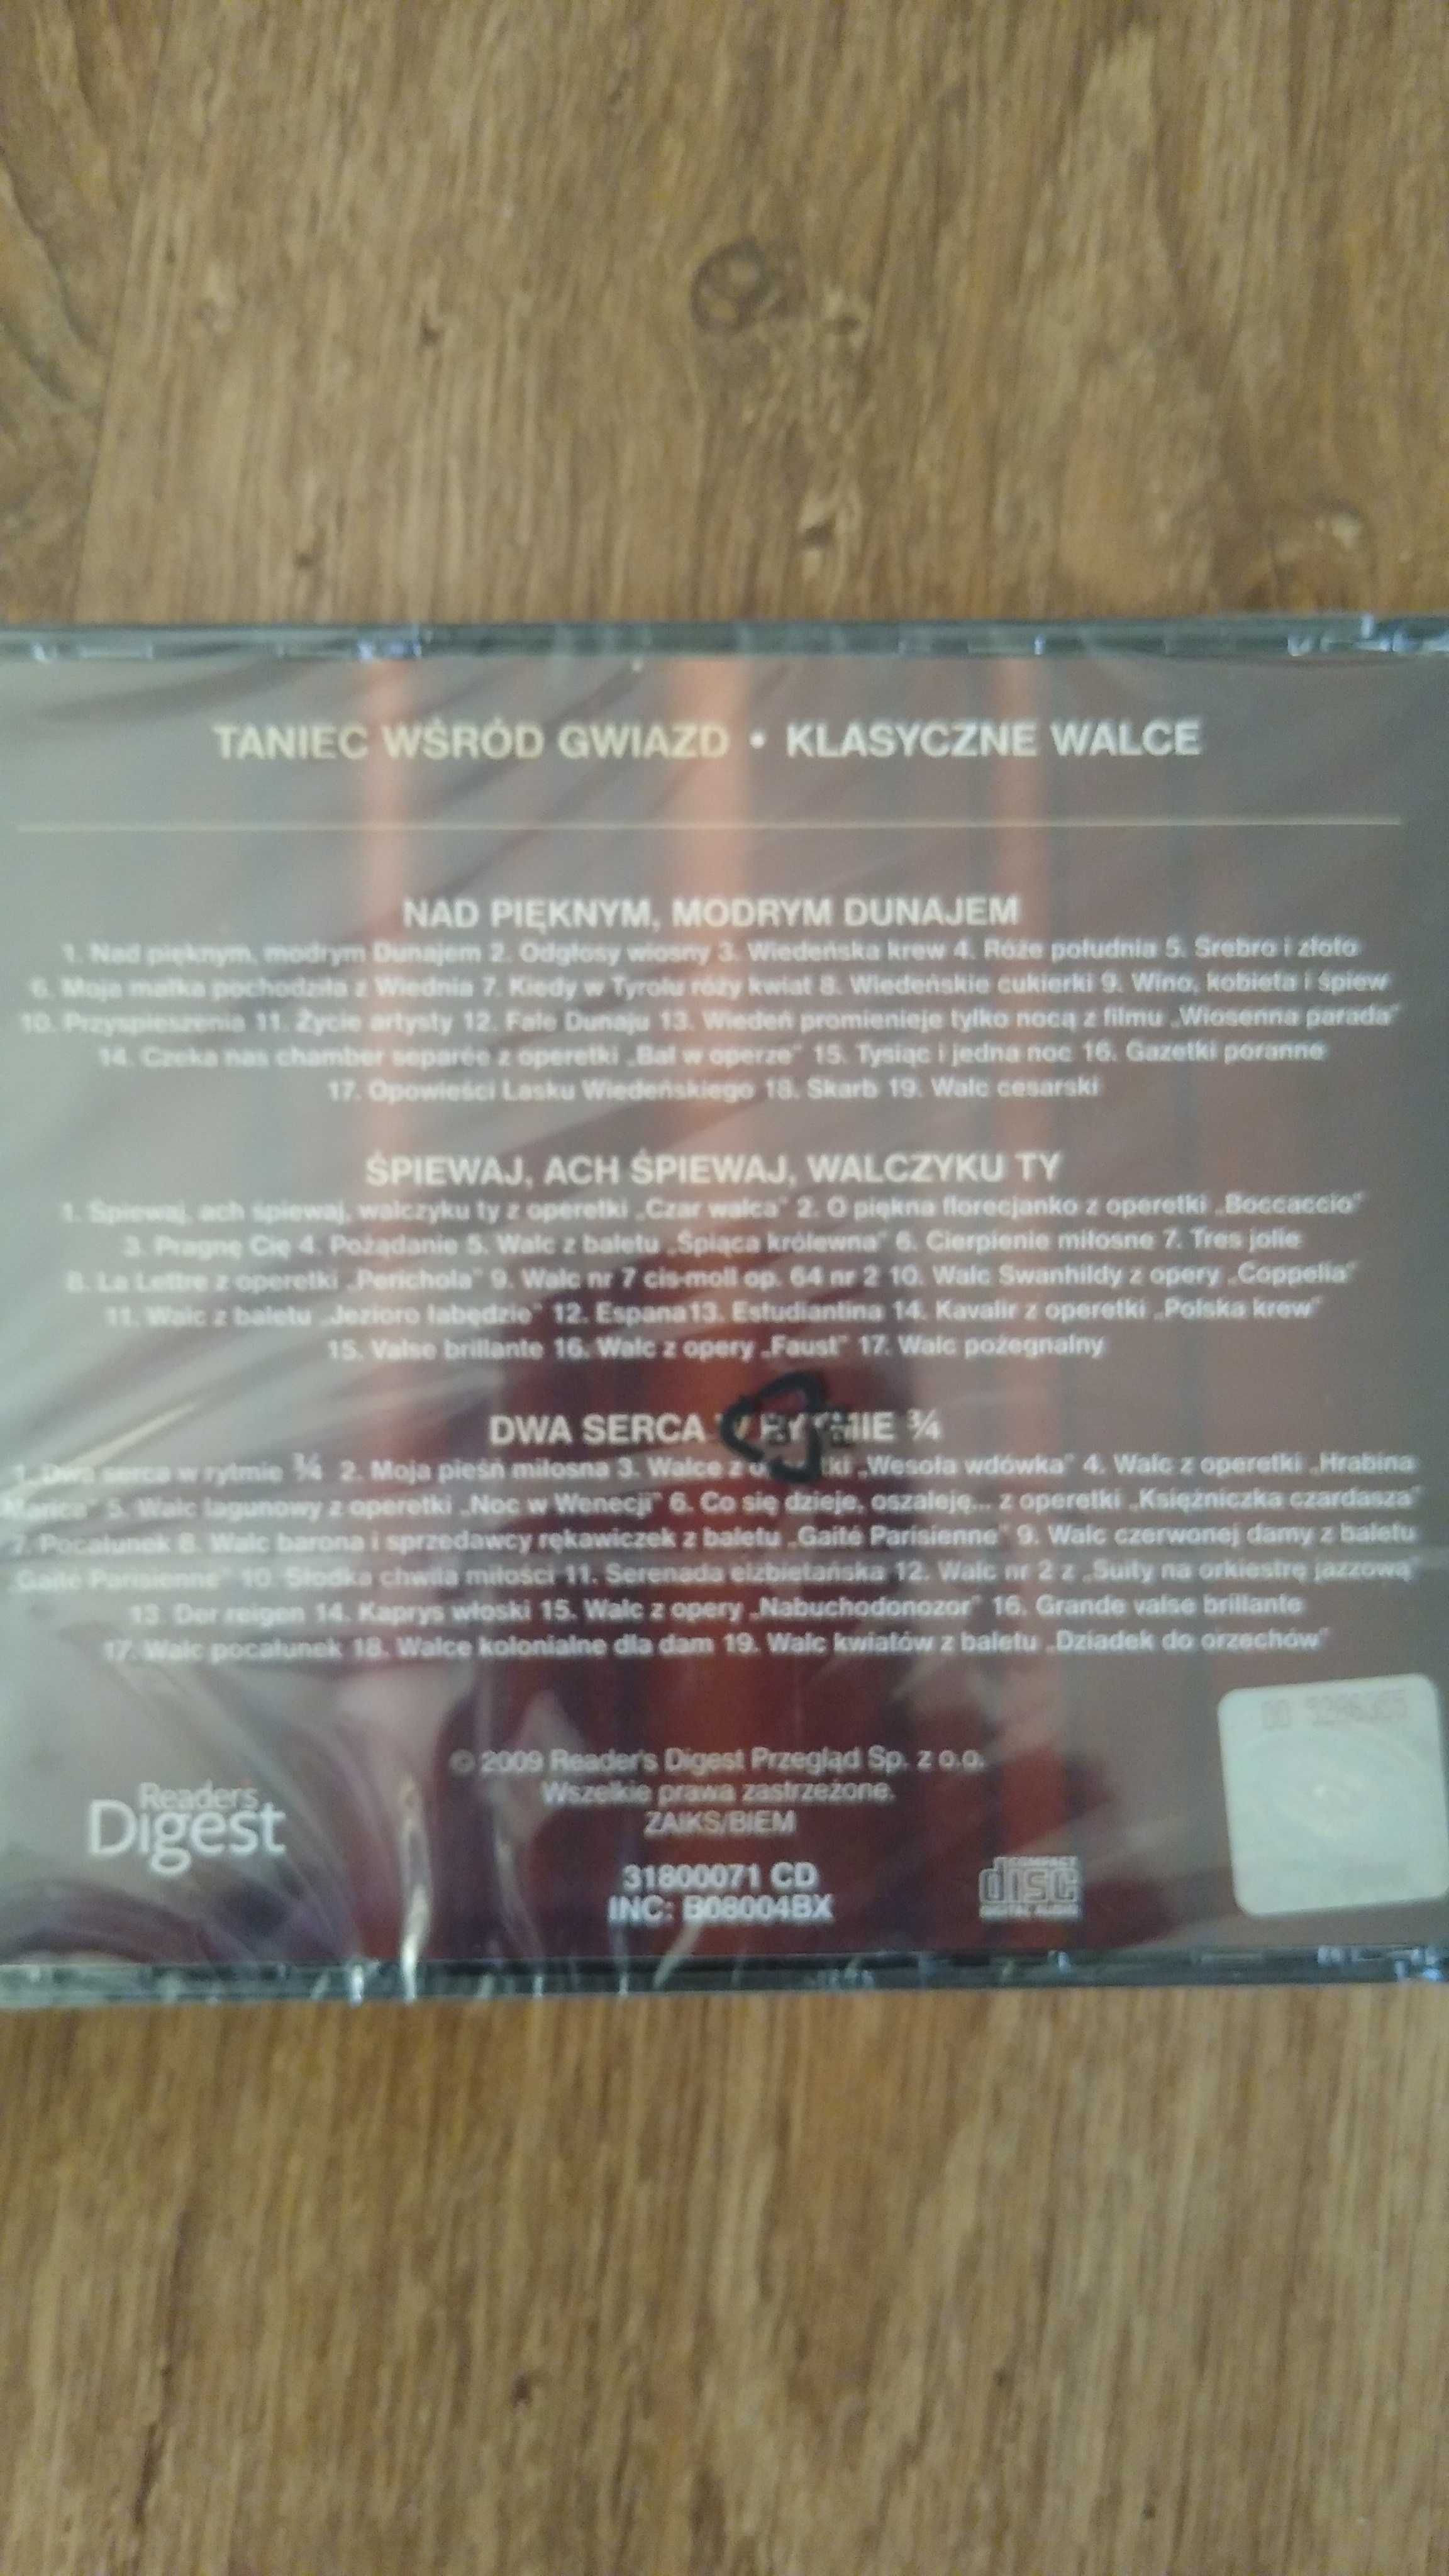 TANIEC WŚRÓD GWIAZD • KLASYCZNE WALCE
NAD PIĘKNYM, MODRYM DUNAJEM
1. Nad pięknym, modrym Dunajem 2. Odgłosy wiosny 3. Wiedeńska krew 4. Róże południa 5. Srebro i złoto
6. Moja matka pochodziła z Wiednia 7. Kiedy w Tyrolu róży kwiat 8. Wiedeńskie cukierki 9. Wino, kobieta i śpiew
10. Przyspieszenia 11. Życie artysty 12. Fale Dunaju 13. Wiedeń promienieje tylko nocą z filmu „Wiosenna parada”
14. Czeka nas chamber separée z operetki „Bal w operze” 15. Tysiąc i jedna noc 16. Gazetki poranne
17. Opowieści Lasku Wiedeńskiego 18. Skarb 19. Walc cesarski
ŚPIEWAJ, ACH ŚPIEWAJ, WALCZYKU TY
1. Śpiewaj, ach śpiewaj, walczyku ty z operetki „Czar walca” 2. O piękna florecjanko z operetki „Boccaccio”
3. Pragnę Cię 4. Pożądanie 5. Walc z baletu „Śpiąca królewna” 6. Cierpienie miłosne 7. Tres jolie
8. La Lettre z operetki „Perichola” 9. Walc nr 7 cis-moll op. 64 nr 2 10. Walc Swanhildy z opery „Coppelia”
11. Walc z baletu „Jezioro łabędzie” 12. Espana13. Estudiantina 14. Kavalir z operetki „Polska krew”
15. Valse brillante 16. Walc z opery „Faust” 17. Walc pożegnalny
DWA SERCA W RYTMIE ¾
1. Dwa serca w rytmie ¾ 2. Moja pieśń miłosna 3. Walce z operetki „Wesoła wdówka” 4. Walc z operetki „Hrabina
Marica” 5. Walc lagunowy z operetki „Noc w Wenecji” 6. Co się dzieje, oszaleję... z operetki „Księżniczka czardasza”
7. Pocałunek 8. Walc barona i sprzedawcy rękawiczek z baletu „Gaité Parisienne” 9. Walc czerwonej damy z baletu
„Gaité Parisienne” 10. Słodka chwila miłości 11. Serenada elżbietańska 12. Walc nr 2 z „Suity na orkiestrę jazzową”
13. Der reigen 14. Kaprys włoski 15. Walc z opery „Nabuchodonozor” 16. Grande valse brillante
17. Walc pocałunek 18. Walce kolonialne dla dam 19. Walc kwiatów z baletu „Dziadek do orzechów”
© 2009 Reader's Digest Przegląd Sp. z o.o.
Wszelkie prawa zastrzeżone.
ZAIKS/BIEM
31800071 CD
INC: B08004BX
Readers
Digest
COMPACT
disc
DIGITAL AUDIO